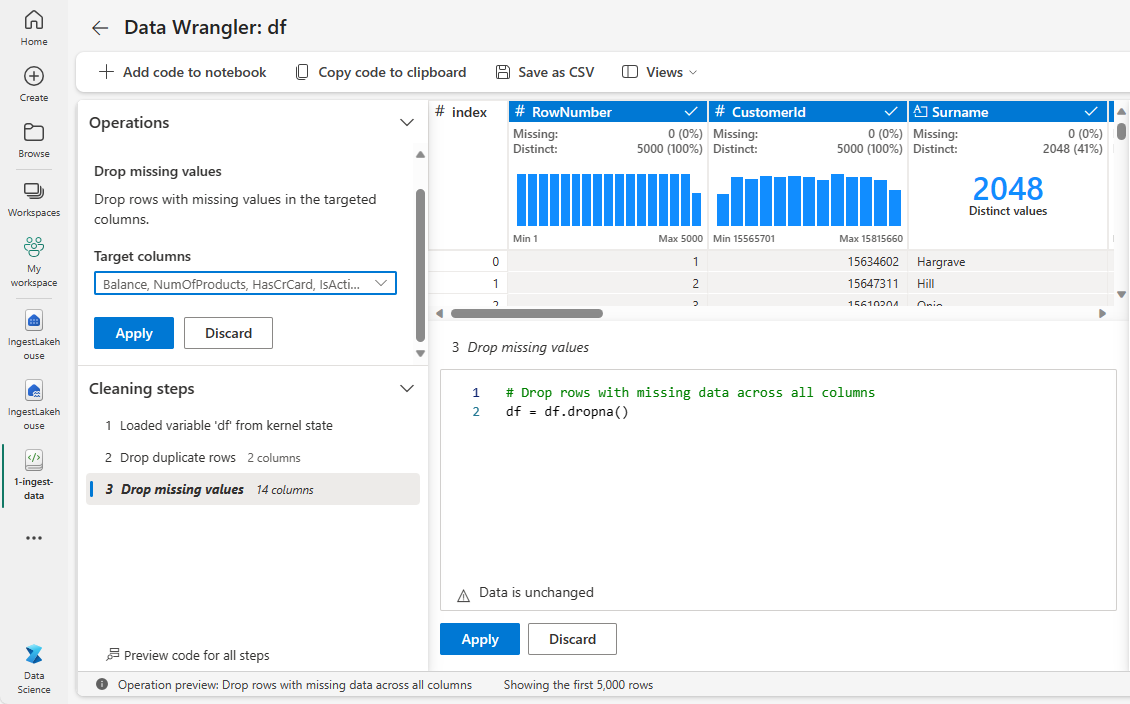 Home
Create
Browse
Workspaces
My
workspace
IngestLakeh
ouse
IngestLakeh
ouse
1-ingest-
data
Data
Science
Data Wrangler: df
Add code to notebook
Copy code to clipboard
Save as CSV
Views
Operations
Drop missing values
Drop rows with missing values in the targeted
columns.
Target columns
Balance, NumOfProducts, HasCrCard, IsActi...
Apply Discard
Cleaning steps
1 Loaded variable 'df' from kernel state
2 Drop duplicate rows 2 columns
3 Drop missing values 14 columns
Preview code for all steps
# index # RowNumber # CustomerId Surname
Missing: 0 (0%) Missing: 0 (0%) Missing: 0 (0%)
Distinct: 5000 (100%) Distinct: 5000 (100%) Distinct: 2048 (41%)
2048
Distinct values
Min 1 Max 5000 Min 15565701 Max 15815660
0 1 15634602 Hargrave
1 2 15647311 Hill
2 3 15619304 Onio
3 Drop missing values
1 # Drop rows with missing data across all columns
2 df = df.dropna()
Data is unchanged
Apply Discard
Operation preview: Drop rows with missing data across all columns Showing the first 5,000 rows